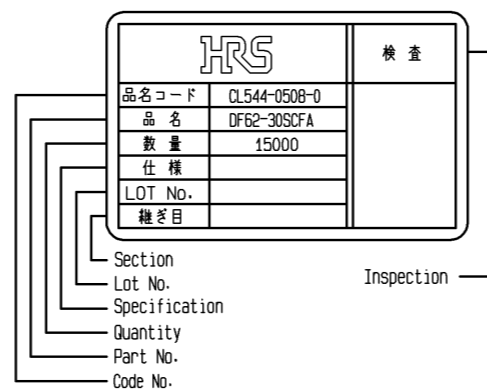 HRS
検 査
品名コード CL544-0508-0
品 名 DF62-30SCFA
数 量 15000
仕 様
LOT No.
継ぎ目
Section
Lot No.
Inspection
Specification
Quantity
Part No.
Code No.